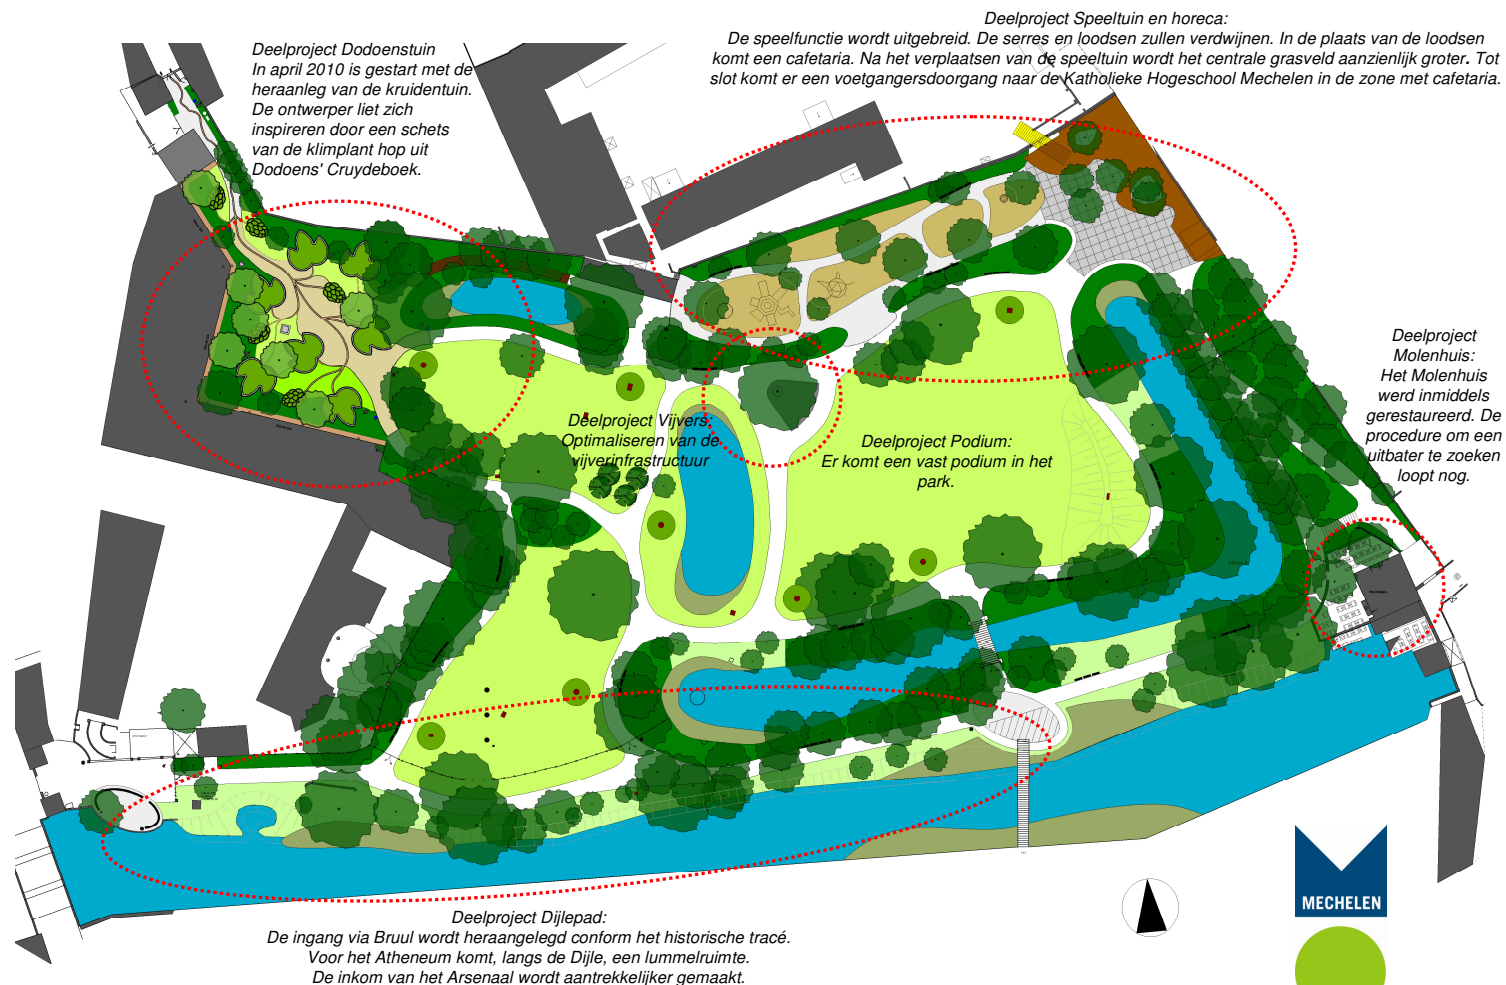 Deelproject Speeltuin en horeca:
De speelfunctie wordt uitgebreid. De serres en loodsen zullen verdwijnen. In de plaats van de loodsen
komt een cafetaria. Na het verplaatsen van de speeltuin wordt het centrale grasveld aanzienlijk groter. Tot
slot komt er een voetgangersdoorgang naar de Katholieke Hogeschool Mechelen in de zone met cafetaria.
Deelproject Dodoenstuin
In april 2010 is gestart met de
heraanleg van de kruidentuin.
De ontwerper liet zich
inspireren door een schets
van de klimplant hop uit
Dodoens' Cruydeboek.
Deelproject
Molenhuis:
Het Molenhuis
werd inmiddels
gerestaureerd. De
procedure om een
uitbater te zoeken
loopt nog.
Deelproject Vijvers:
Optimaliseren van de
vijverinfrastructuur
Deelproject Podium:
Er komt een vast podium in het
park.
Deelproject Dijlepad:
De ingang via Bruul wordt heraangelegd conform het historische tracé.
Voor het Atheneum komt, langs de Dijle, een lummelruimte.
De inkom van het Arsenaal wordt aantrekkelijker gemaakt.
MECHELEN